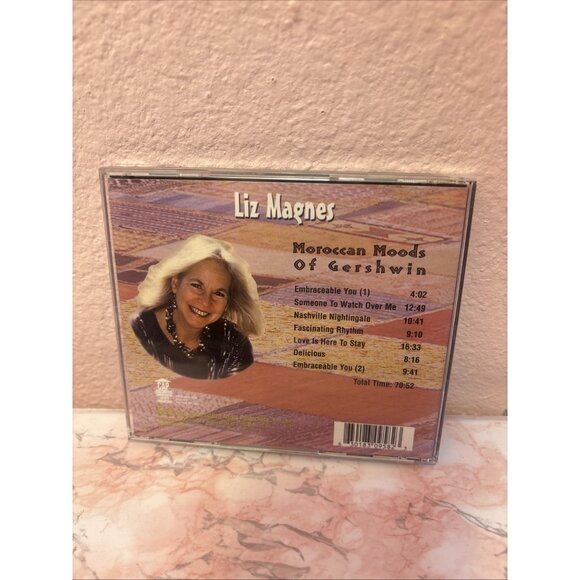 Liz Magnes
Moroccan Moods
Of Gershwin
Embraceable You (1) 4:02
Someone To Watch Over Me 12:49
Nashville Nightingale 10:41
Fascinating Rhythm 9:10
Love Is Here To Stay 16:33
Delicious 8:16
Embraceable You (2) 9:41
Total Time: 70:52